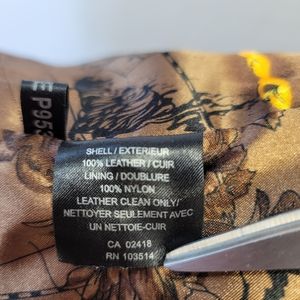 E P95
SHELL / EXTERIEUR
100% LEATHER / CUIR
LINING / DOUBLURE
100% NYLON
LEATHER CLEAN ONLY/
NETTOYER SEULEMENT AVEC
UN NETTOIE-CUIR
CA 02418
RN 103514